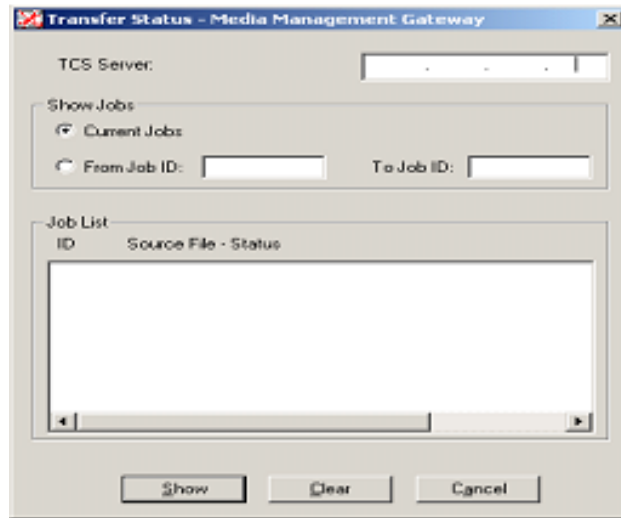 Transfer Status - Media Management Gateway
TCS Server:
. . .
Show Jobs
Current Jobs
From Job ID: To Job ID:
Job List
ID Source File - Status
Show Clear Cancel